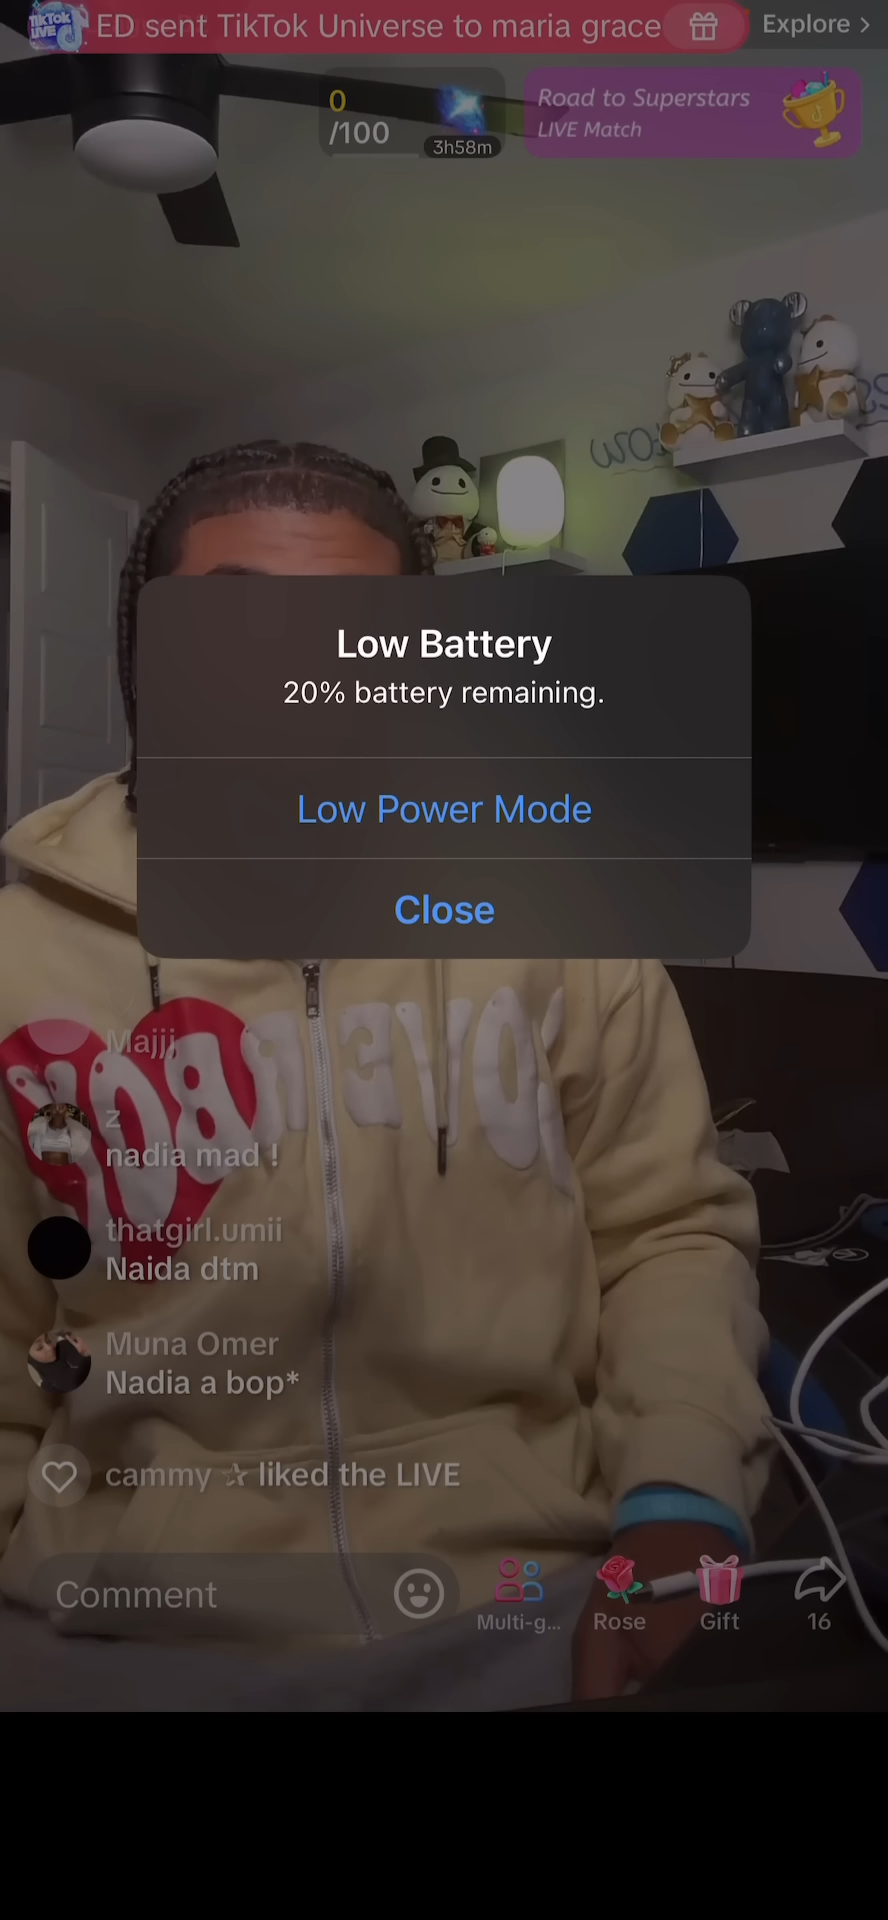 ED sent TikTok Universe to maria grace
Explore >
TikTok
LIVE
0
/100
3h58m
Road to Superstars
LIVE Match
Low Battery
20% battery remaining.
Low Power Mode
Close
Majjj
z
nadia mad !
thatgirl.umii
Naida dtm
Muna Omer
Nadia a bop*
cammy ☆ liked the LIVE
Comment
Multi-g...
Rose
Gift
16